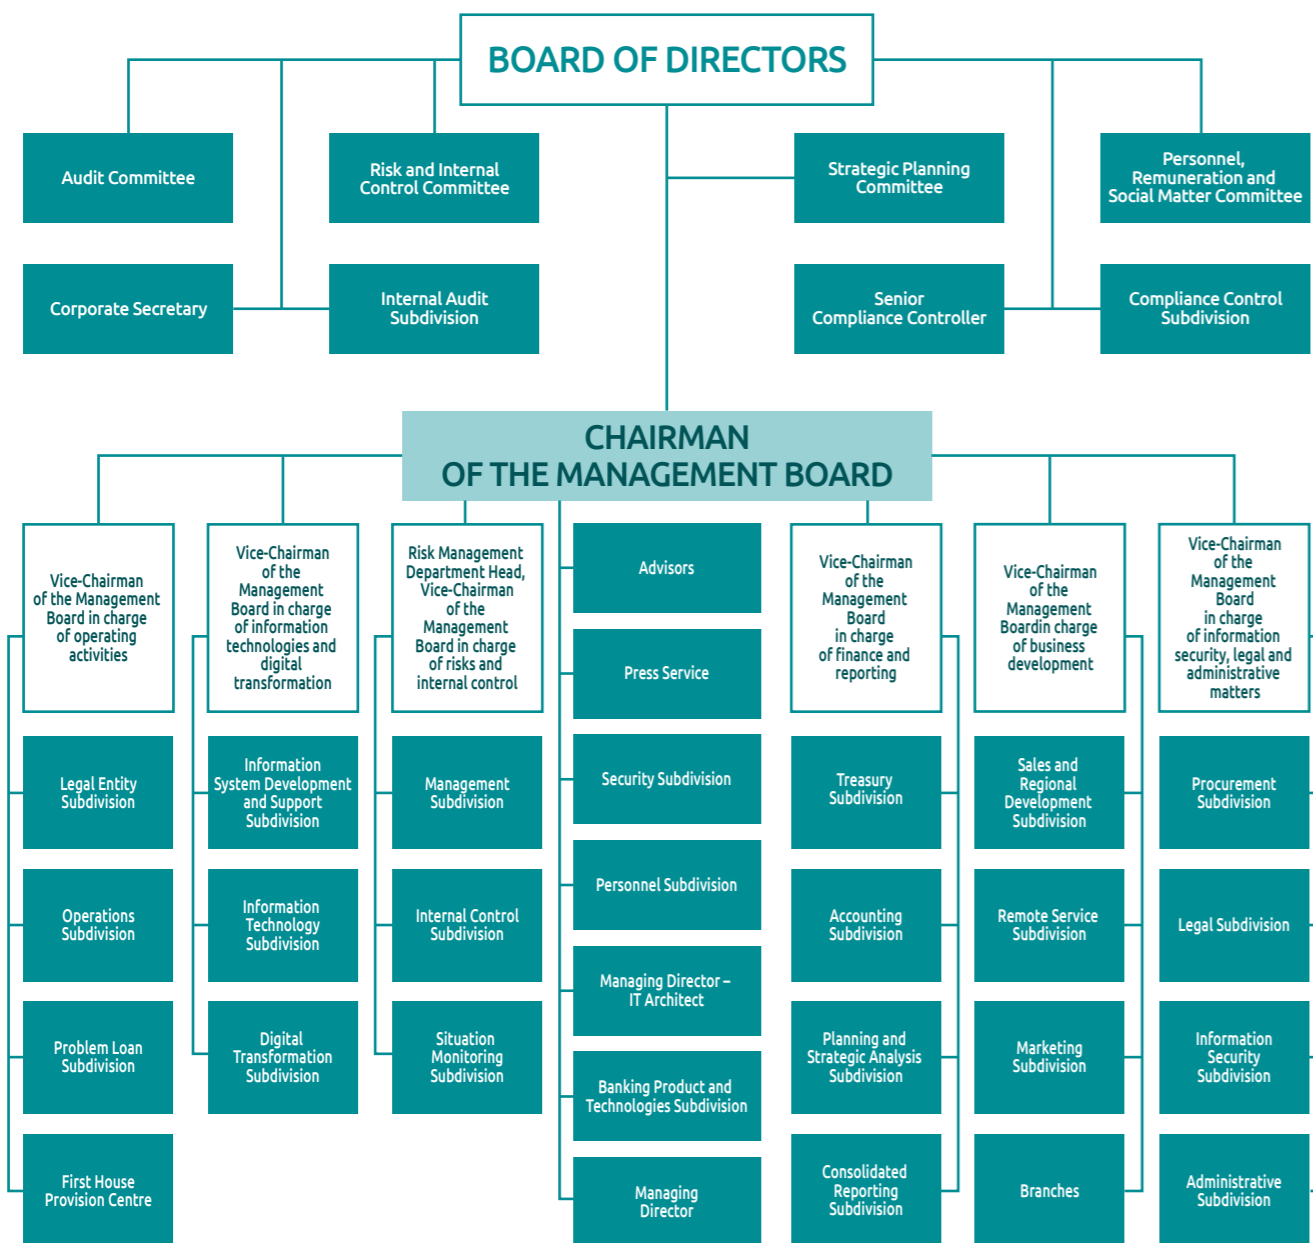 BOARD OF DIRECTORS
Audit Committee
Risk and Internal
Control Committee
Strategic Planning
Committee
Personnel,
Remuneration and
Social Matter Committee
Corporate Secretary
Internal Audit
Subdivision
Senior
Compliance Controller
Compliance Control
Subdivision
CHAIRMAN
OF THE MANAGEMENT BOARD
Vice-Chairman
of the Management
Board in charge
of operating
activities
Legal Entity
Subdivision
Operations
Subdivision
Problem Loan
Subdivision
First House
Provision Centre
Vice-Chairman
of the
Management
Board in charge
of information
technologies and
digital
transformation
Information
System Development
and Support
Subdivision
Information
Technology
Subdivision
Digital
Transformation
Subdivision
Risk Management
Department Head,
Vice-Chairman
of the
Management
Board in charge
of risks and
internal control
Management
Subdivision
Internal Control
Subdivision
Situation
Monitoring
Subdivision
Advisors
Press Service
Security Subdivision
Personnel Subdivision
Managing Director –
IT Architect
Banking Product and
Technologies Subdivision
Managing
Director
Vice-Chairman
of the
Management
Board
in charge
of finance and
reporting
Treasury
Subdivision
Accounting
Subdivision
Planning and
Strategic Analysis
Subdivision
Consolidated
Reporting
Subdivision
Vice-Chairman
of the
Management
Boardin charge
of business
development
Sales and
Regional
Development
Subdivision
Remote Service
Subdivision
Marketing
Subdivision
Branches
Vice-Chairman
of the
Management
Board
in charge
of information
security, legal and
administrative
matters
Procurement
Subdivision
Legal Subdivision
Information
Security
Subdivision
Administrative
Subdivision